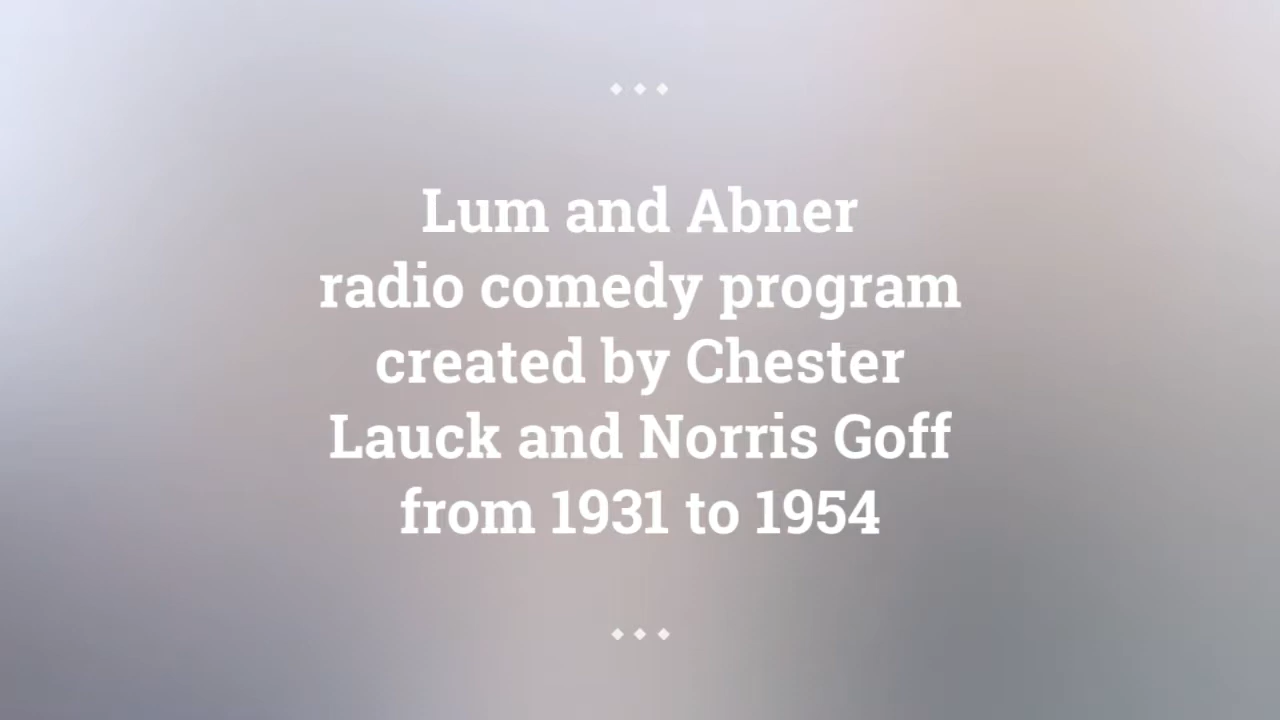 Lum and Abner
radio comedy program
created by Chester
Lauck and Norris Goff
from 1931 to 1954